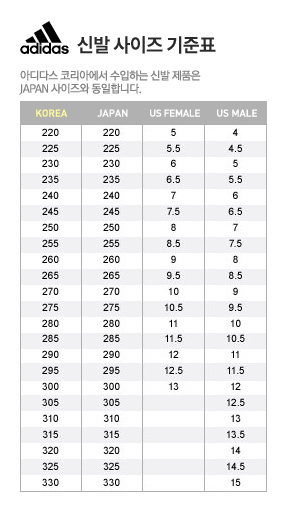 adidas 신발 사이즈 기준표
아디다스 코리아에서 수입하는 신발 제품은
JAPAN 사이즈와 동일합니다.
KOREA JAPAN US FEMALE US MALE
220 220 5 4
225 225 5.5 4.5
230 230 6 5
235 235 6.5 5.5
240 240 7 6
245 245 7.5 6.5
250 250 8 7
255 255 8.5 7.5
260 260 9 8
265 265 9.5 8.5
270 270 10 9
275 275 10.5 9.5
280 280 11 10
285 285 11.5 10.5
290 290 12 11
295 295 12.5 11.5
300 300 13 12
305 305 12.5
310 310 13
315 315 13.5
320 320 14
325 325 14.5
330 330 15